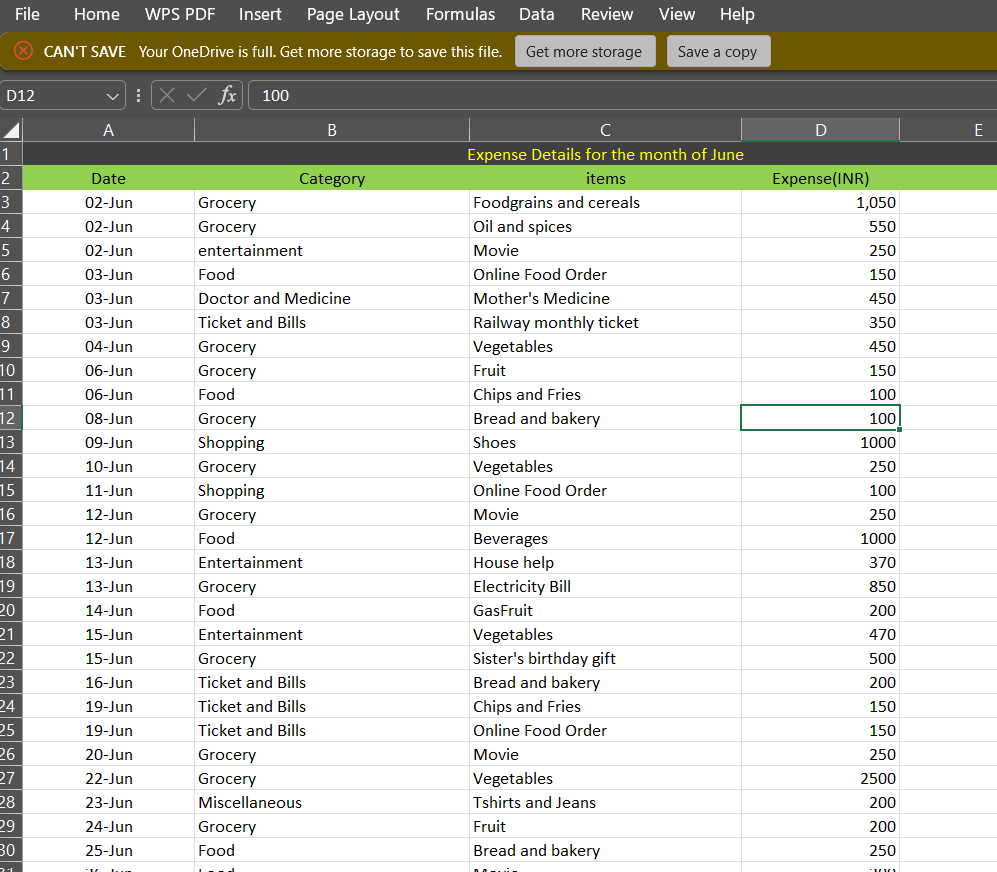 File Home WPS PDF Insert Page Layout Formulas Data Review View Help
CAN'T SAVE Your OneDrive is full. Get more storage to save this file. Get more storage Save a copy
D12 fx 100
A B C D E
1 Expense Details for the month of June
2 Date Category items Expense(INR)
3 02-Jun Grocery Foodgrains and cereals 1,050
4 02-Jun Grocery Oil and spices 550
5 02-Jun entertainment Movie 250
6 03-Jun Food Online Food Order 150
7 03-Jun Doctor and Medicine Mother's Medicine 450
8 03-Jun Ticket and Bills Railway monthly ticket 350
9 04-Jun Grocery Vegetables 450
10 06-Jun Grocery Fruit 150
11 06-Jun Food Chips and Fries 100
12 08-Jun Grocery Bread and bakery 100
13 09-Jun Shopping Shoes 1000
14 10-Jun Grocery Vegetables 250
15 11-Jun Shopping Online Food Order 100
16 12-Jun Grocery Movie 250
17 12-Jun Food Beverages 1000
18 13-Jun Entertainment House help 370
19 13-Jun Grocery Electricity Bill 850
20 14-Jun Food GasFruit 200
21 15-Jun Entertainment Vegetables 470
22 15-Jun Grocery Sister's birthday gift 500
23 16-Jun Ticket and Bills Bread and bakery 200
24 19-Jun Ticket and Bills Chips and Fries 150
25 19-Jun Ticket and Bills Online Food Order 150
26 20-Jun Grocery Movie 250
27 22-Jun Grocery Vegetables 2500
28 23-Jun Miscellaneous Tshirts and Jeans 200
29 24-Jun Grocery Fruit 200
30 25-Jun Food Bread and bakery 250